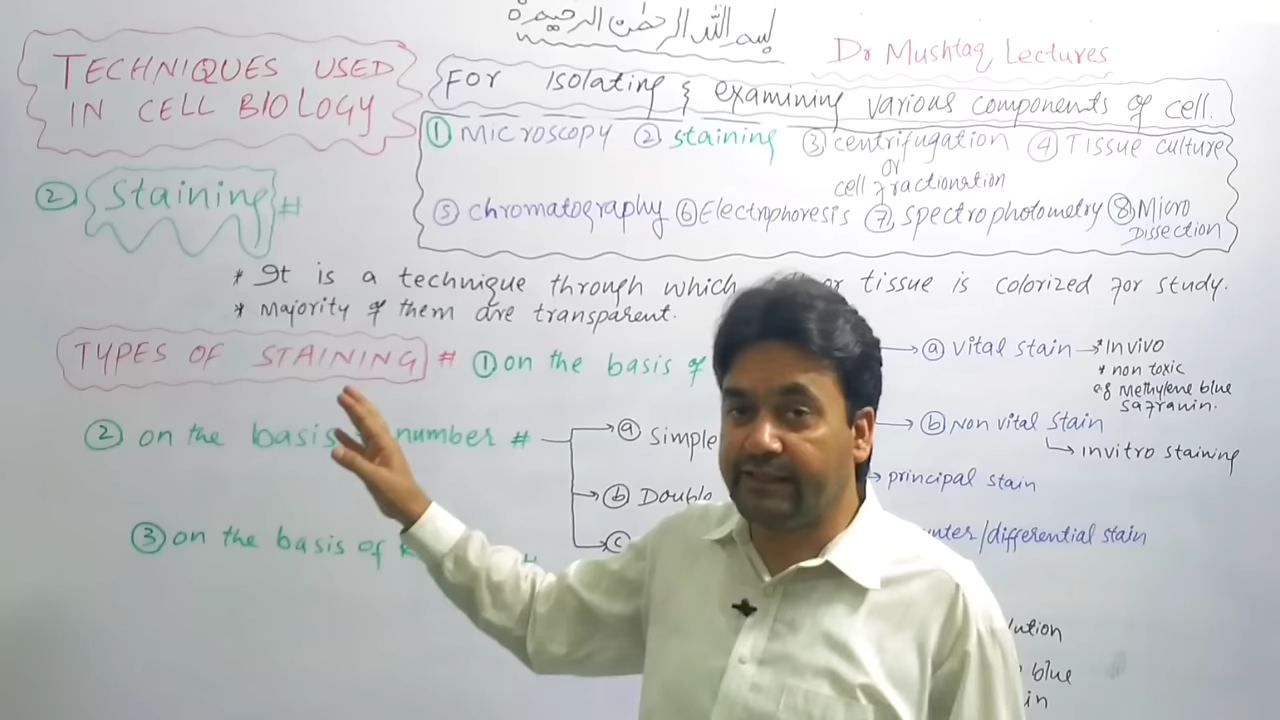 بسم اللہ الرحمٰن الرحیم
Dr Mushtaq Lectures
TECHNIQUES USED
IN CELL BIOLOGY
FOR isolating & examining various components of cell.
① Microscopy ② staining ③ centrifugation ④ Tissue culture
or
cell fractionation
⑤ chromatography ⑥ Electrophoresis ⑦ spectrophotometry ⑧ Micro
Dissection
② Staining #
* It is a technique through which or tissue is colorized for study.
* Majority of them are transparent.
TYPES OF STAINING # ① on the basis of
ⓐ vital stain → * Invivo
* non toxic
eg methylene blue
safranin.
ⓑ Non vital stain
→ invitro staining
② on the basis number #
ⓐ Simple
→ principal stain
ⓑ Double
ⓒ
/differential stain
③ on the basis of #
blue